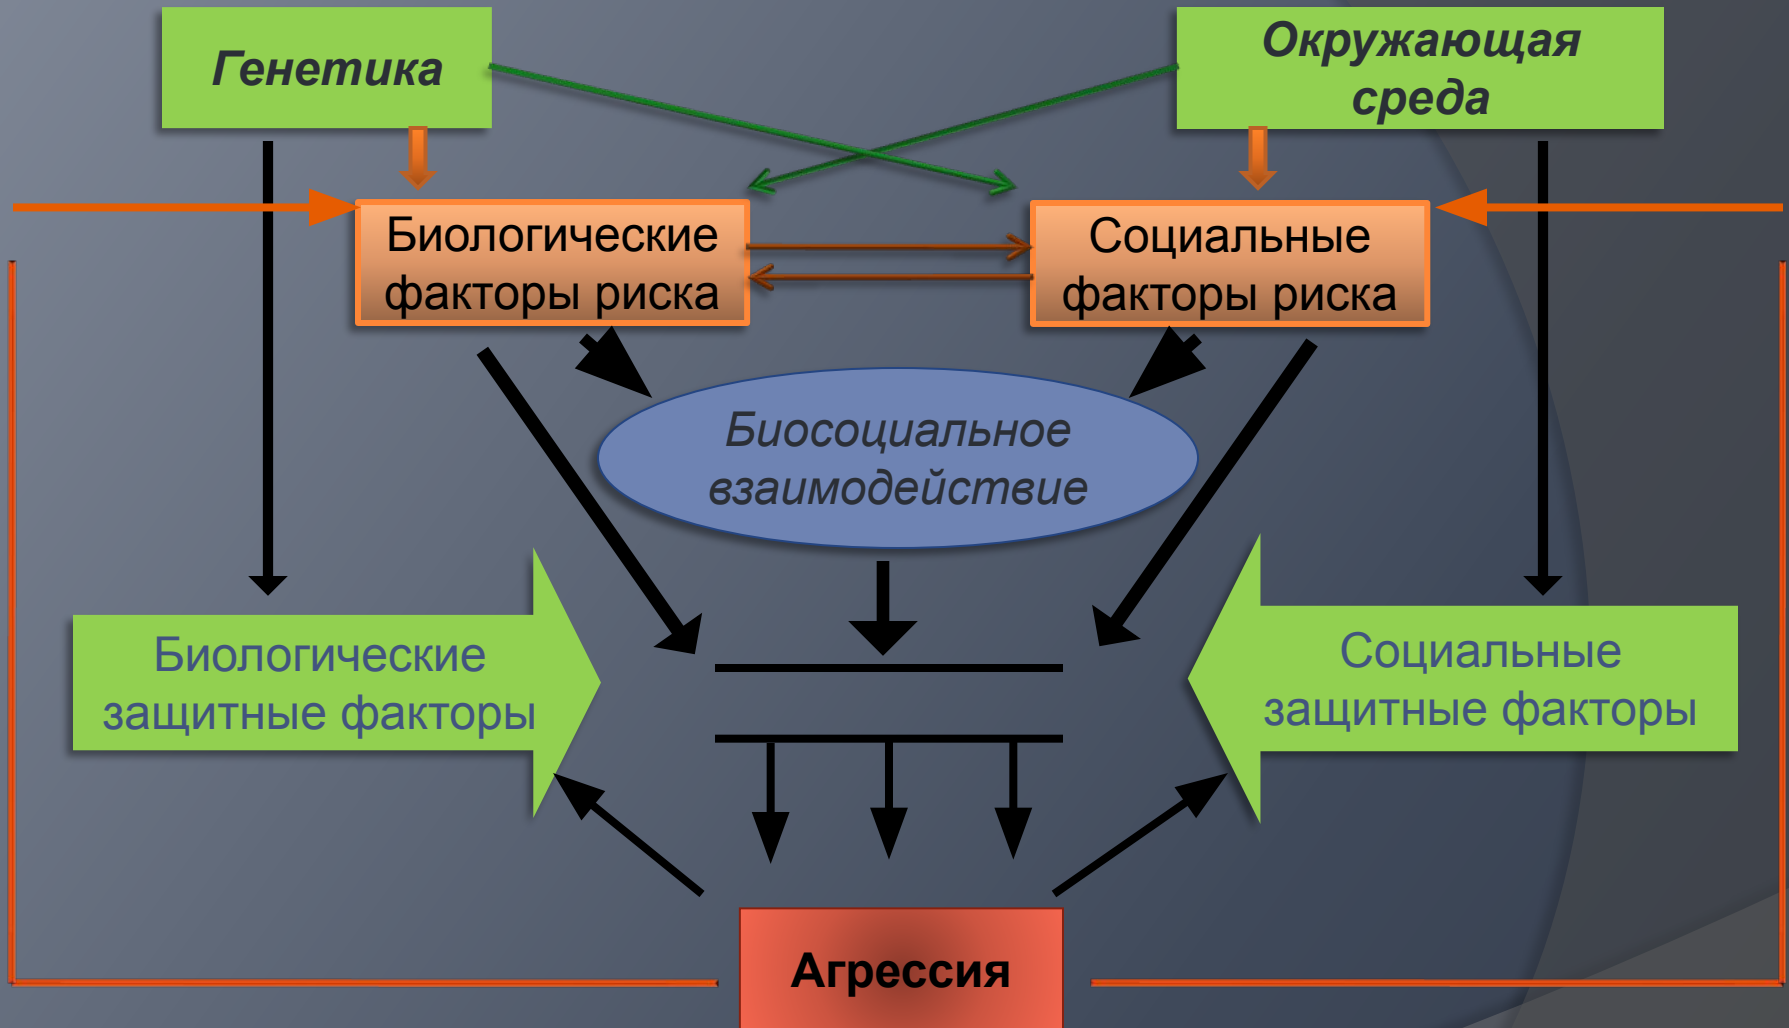 Генетика
Окружающая
среда
Биологические
факторы риска
Социальные
факторы риска
Биосоциальное
взаимодействие
Биологические
защитные факторы
Социальные
защитные факторы
Агрессия